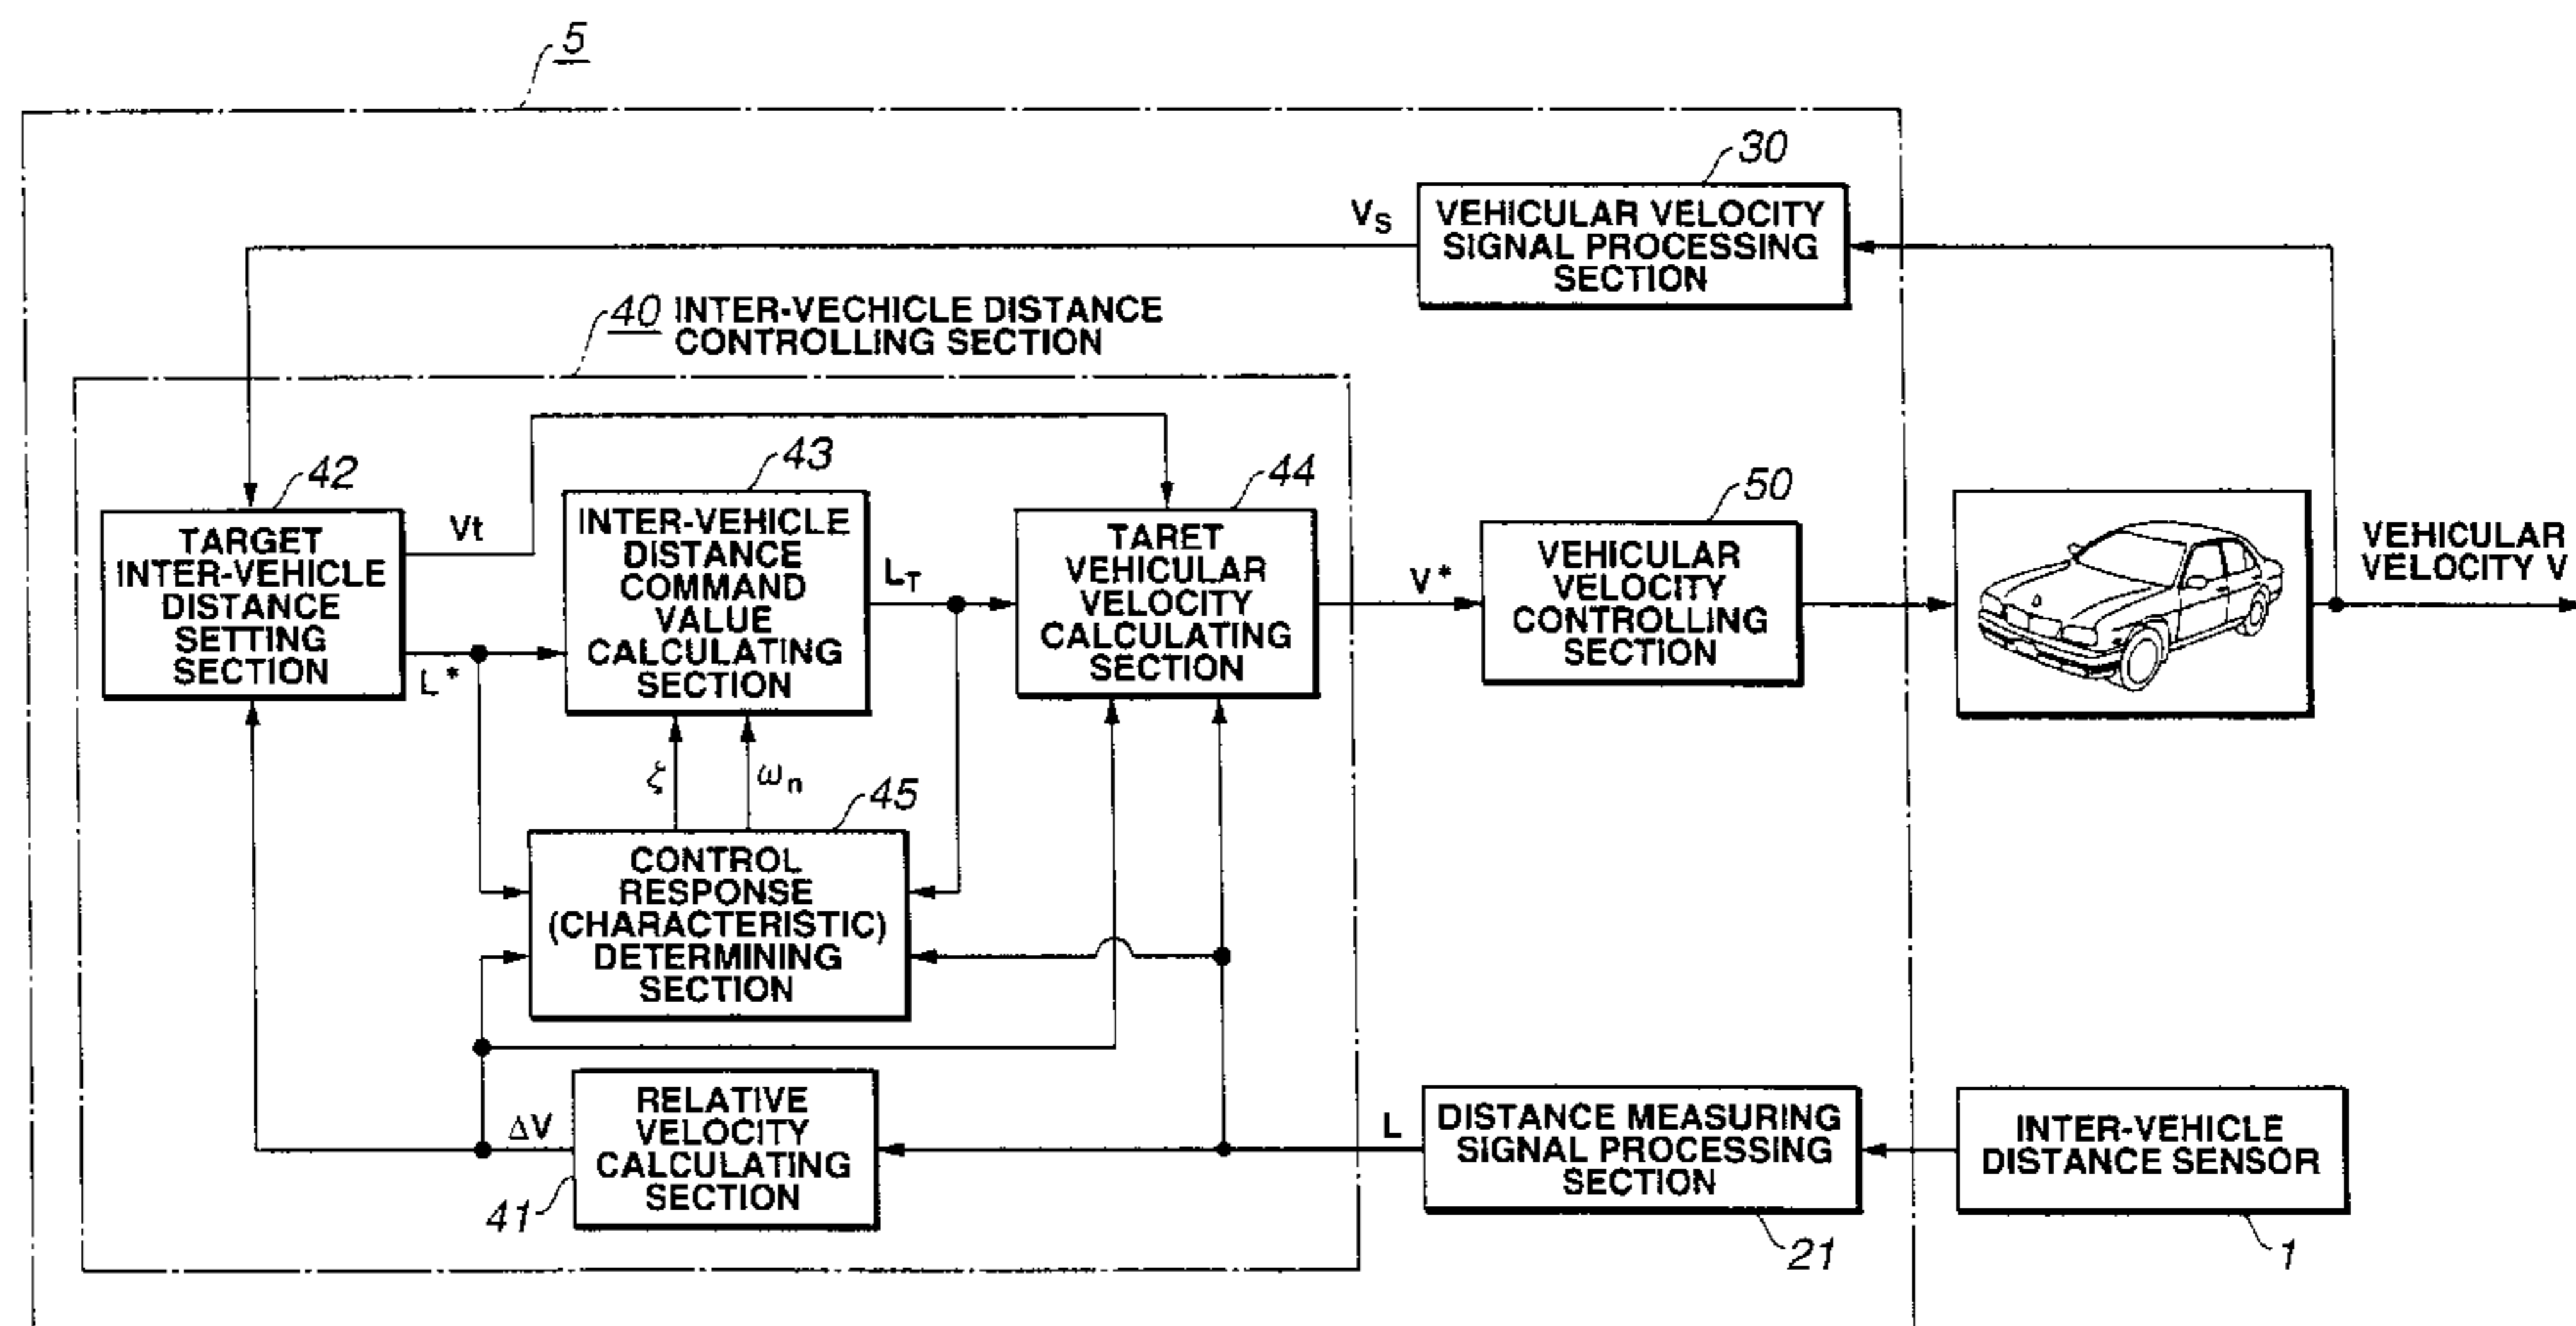 5
30
VEHICULAR VELOCITY
SIGNAL PROCESSING
SECTION
VS
40 INTER-VECHICLE DISTANCE
CONTROLLING SECTION
42
TARGET
INTER-VEHICLE
DISTANCE
SETTING
SECTION
Vt
L*
43
INTER-VEHICLE
DISTANCE
COMMAND
VALUE
CALCULATING
SECTION
LT
44
TARET
VEHICULAR
VELOCITY
CALCULATING
SECTION
V*
50
VEHICULAR
VELOCITY
CONTROLLING
SECTION
VEHICULAR
VELOCITY V
ζ
ωn
45
CONTROL
RESPONSE
(CHARACTERISTIC)
DETERMINING
SECTION
ΔV
RELATIVE
VELOCITY
CALCULATING
SECTION
41
L
DISTANCE MEASURING
SIGNAL PROCESSING
SECTION
21
INTER-VEHICLE
DISTANCE SENSOR
1